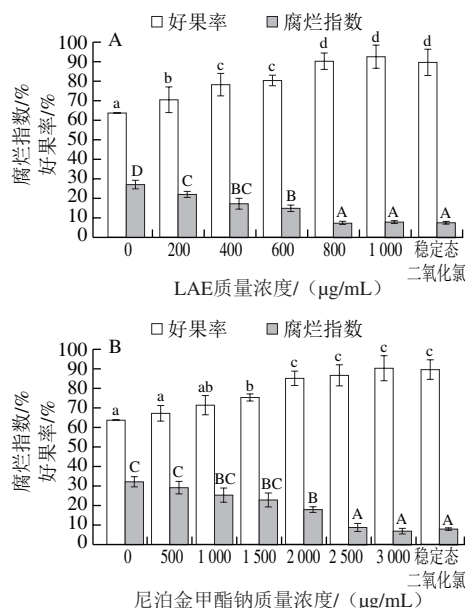 A
□好果率 ■腐烂指数
腐烂指数/%
好果率/%
100
90
80
70
60
50
40
30
20
10
0
a b c c d d d
D C BC B A A A
0 200 400 600 800 1 000 稳定态
二氧化氯
LAE质量浓度/（μg/mL）
B
□好果率 ■腐烂指数
腐烂指数/%
好果率/%
100
90
80
70
60
50
40
30
20
10
0
a a ab b c c c c
C C BC BC B A A A
0 500 1 000 1 500 2 000 2 500 3 000 稳定态
二氧化氯
尼泊金甲酯钠质量浓度/（μg/mL）